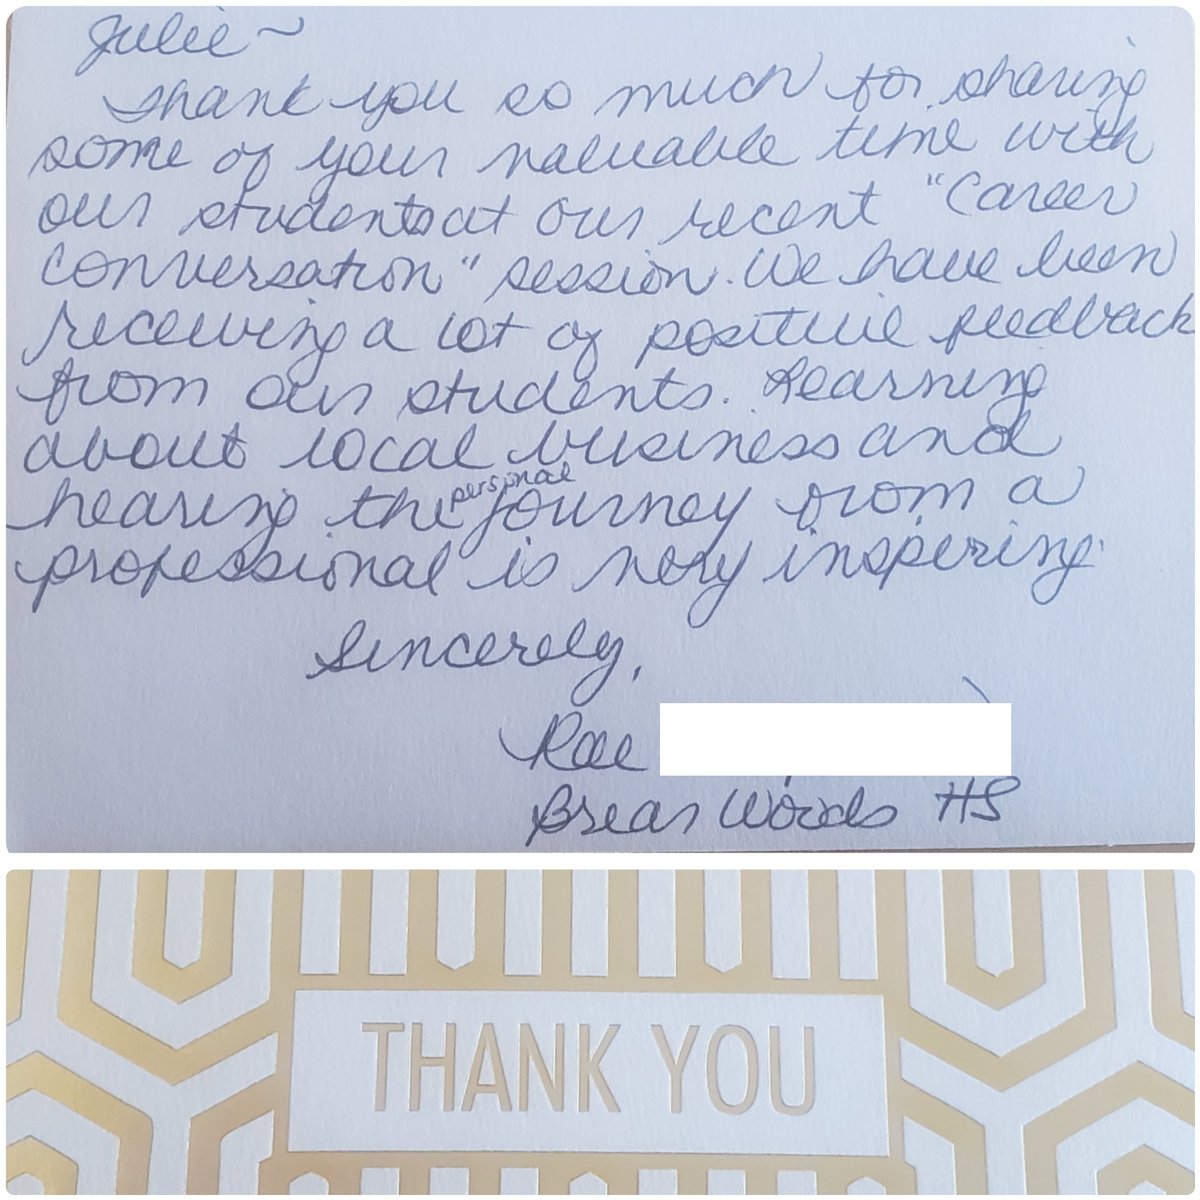 Julie ~
Thank you so much for sharing
some of your valuable time with
our students at our recent "Career
Conversation" session. We have been
receiving a lot of positive feedback
from our students. Learning
about local business and
hearing the personal journey from a
professional is very inspiring.
Sincerely,
Rae
Briar Woods HS
THANK YOU